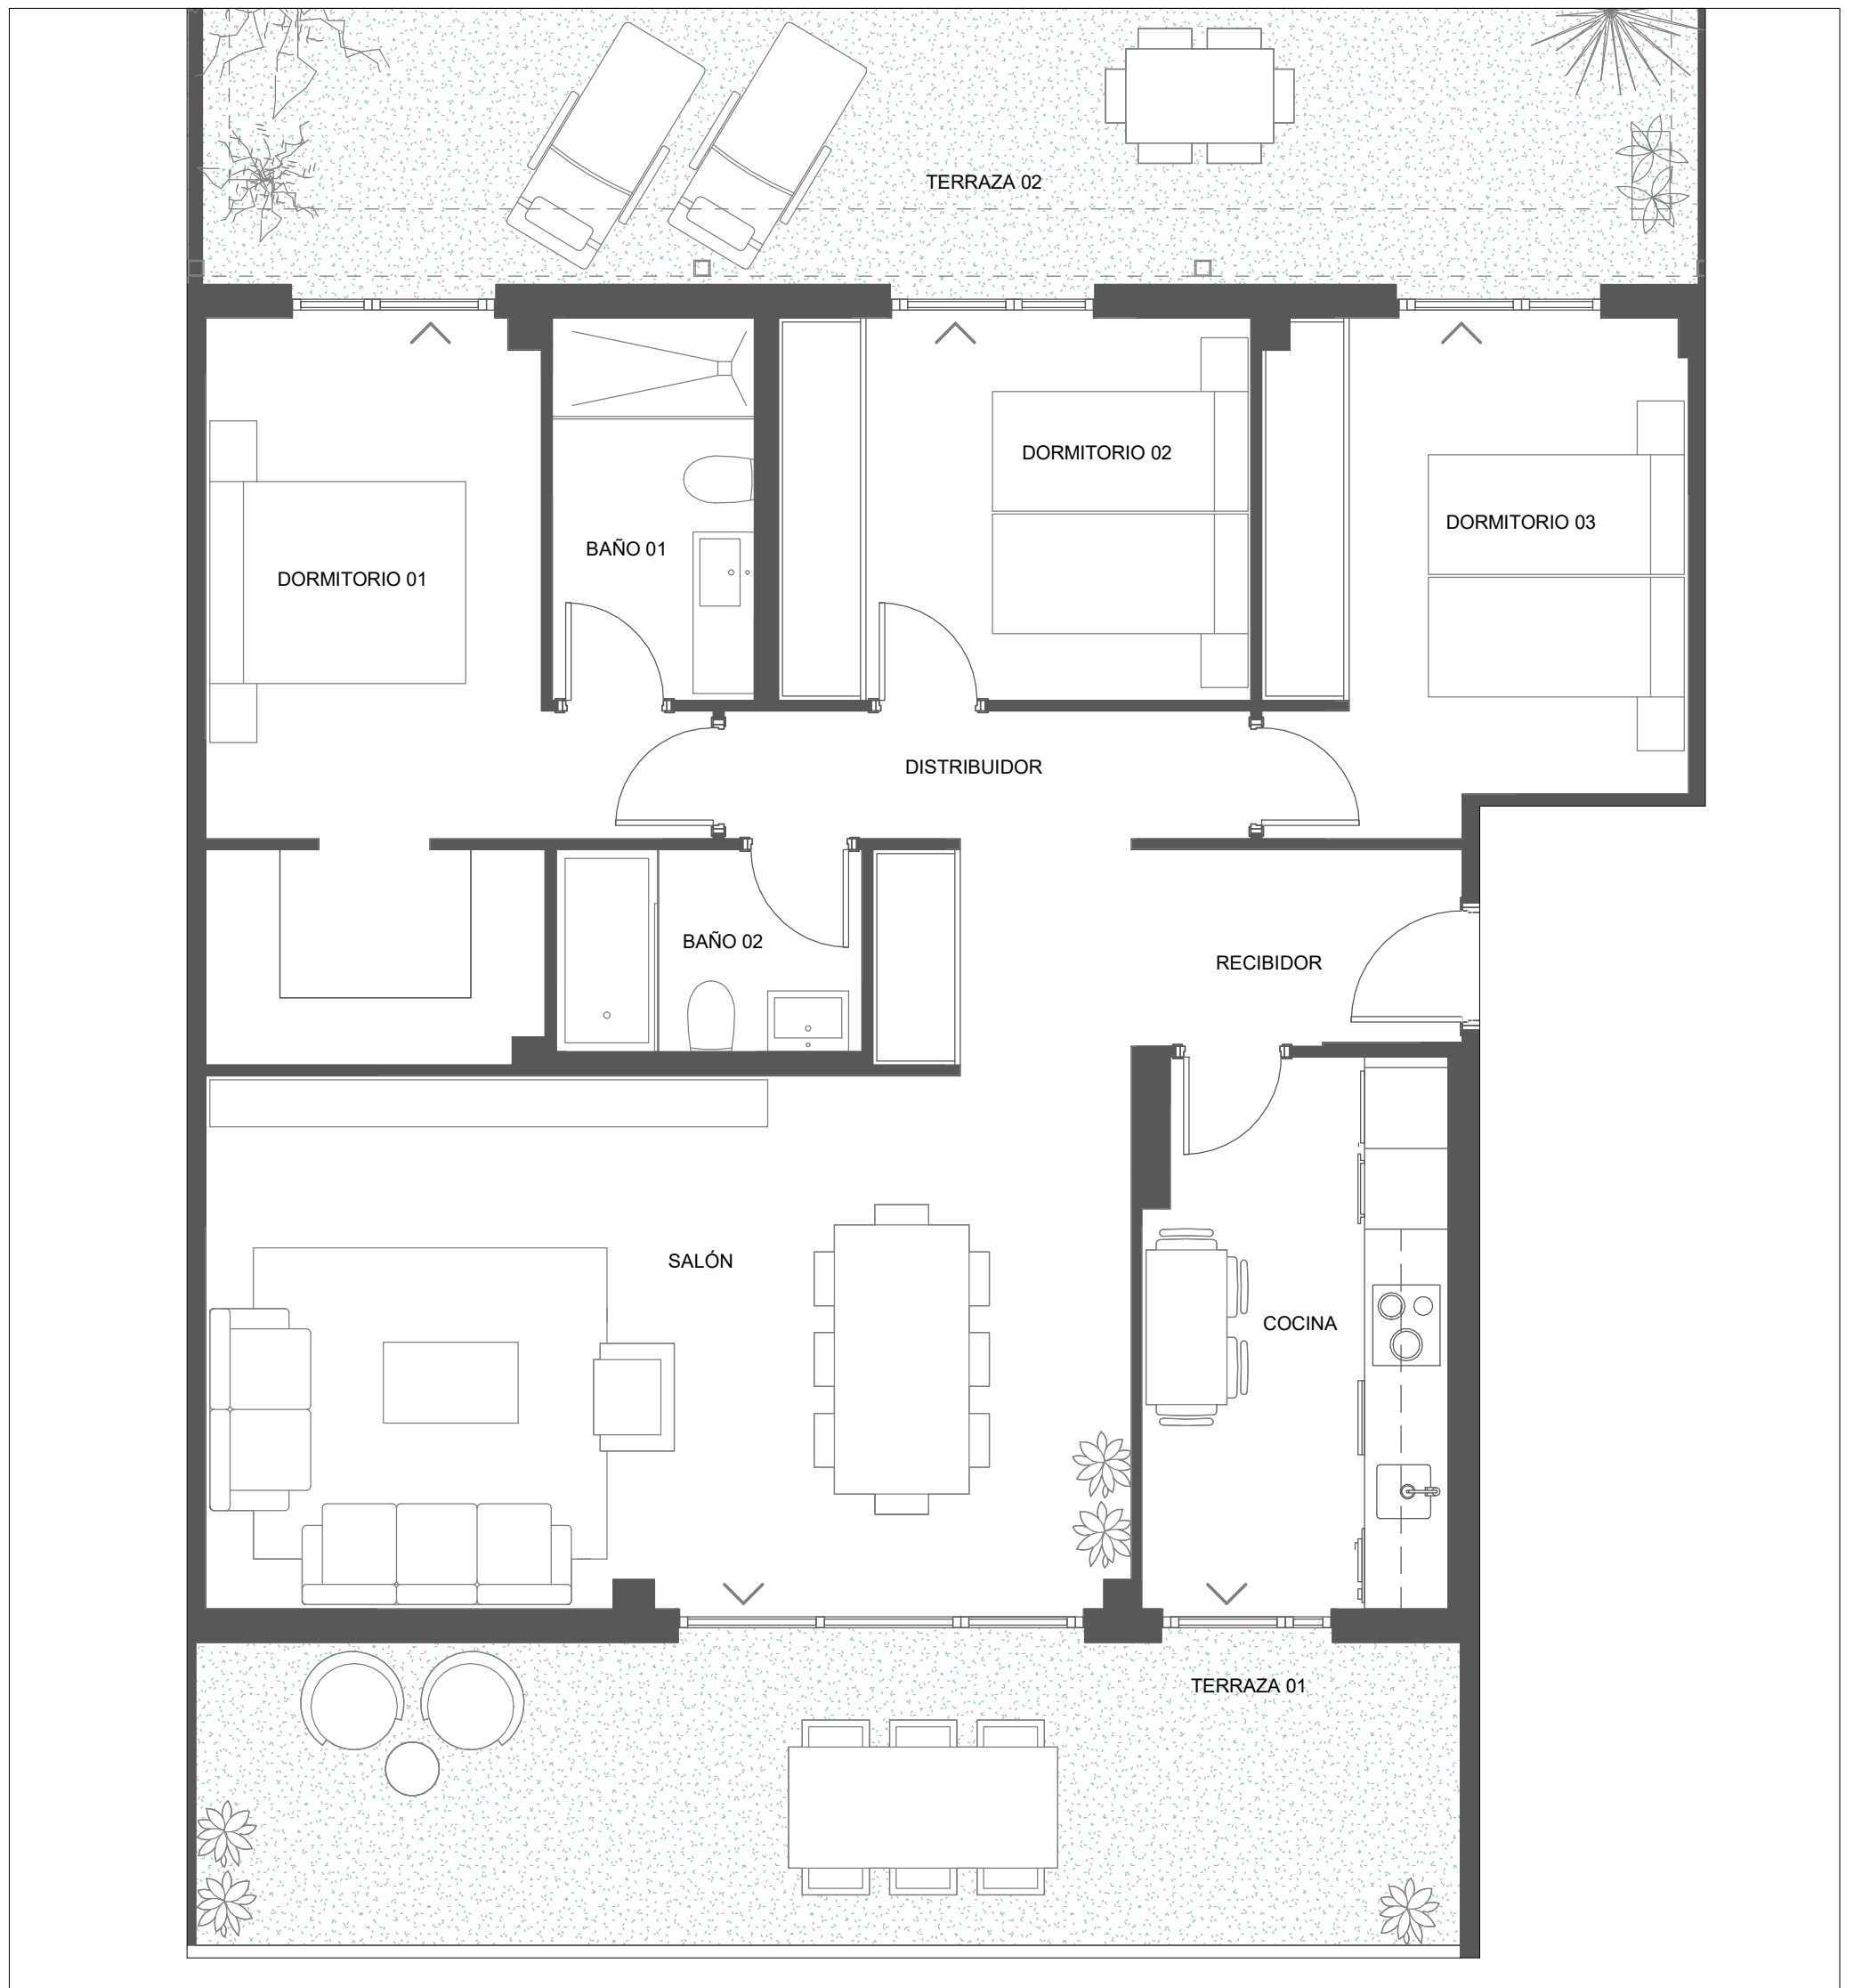 TERRAZA 02
DORMITORIO 02
DORMITORIO 03
BAÑO 01
DORMITORIO 01
DISTRIBUIDOR
BAÑO 02
RECIBIDOR
SALÓN
COCINA
TERRAZA 01